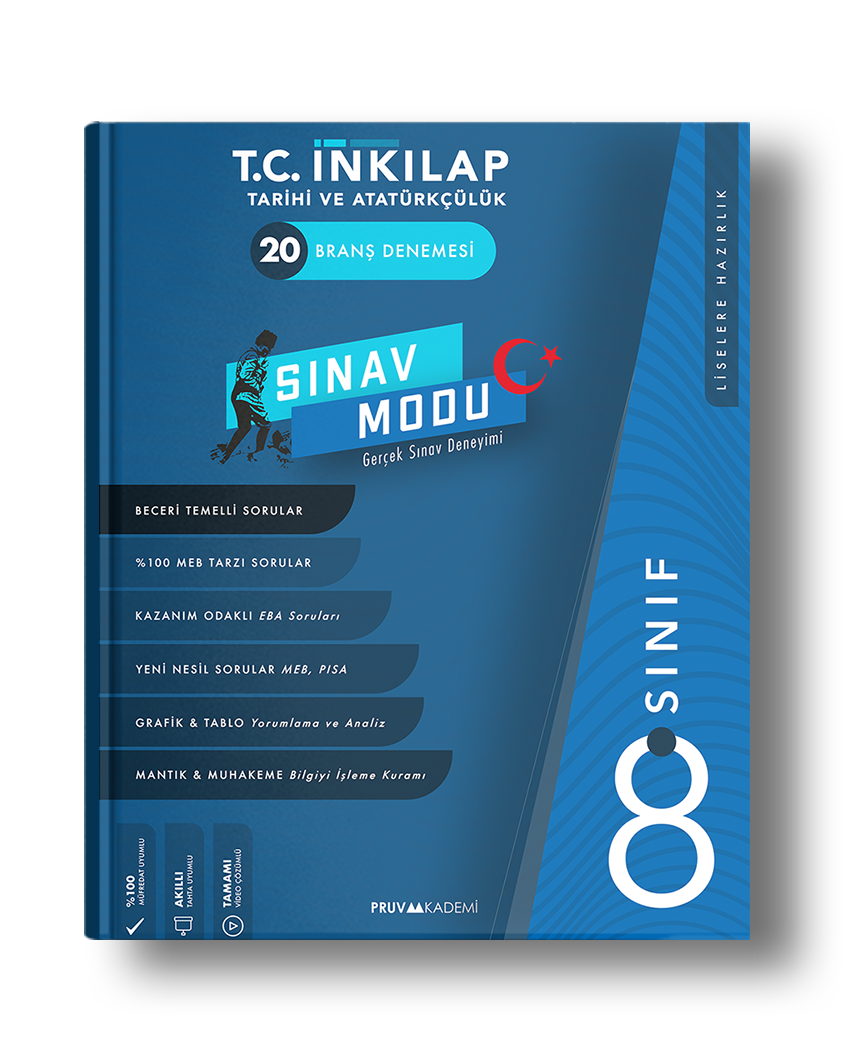 T.C. İNKILAP
TARİHİ VE ATATÜRKÇÜLÜK
20 BRANŞ DENEMESİ
SINAV
MODU
Gerçek Sınav Deneyimi
LİSELERE HAZIRLIK
BECERİ TEMELLİ SORULAR
%100 MEB TARZI SORULAR
KAZANIM ODAKLI EBA Soruları
YENİ NESİL SORULAR MEB, PISA
GRAFİK & TABLO Yorumlama ve Analiz
MANTIK & MUHAKEME Bilgiyi İşleme Kuramı
8. SINIF
%100
MÜFREDAT UYUMLU
AKILLI
TAHTA UYUMLU
TAMAMI
VİDEO ÇÖZÜMLÜ
PRUVAKADEMİ